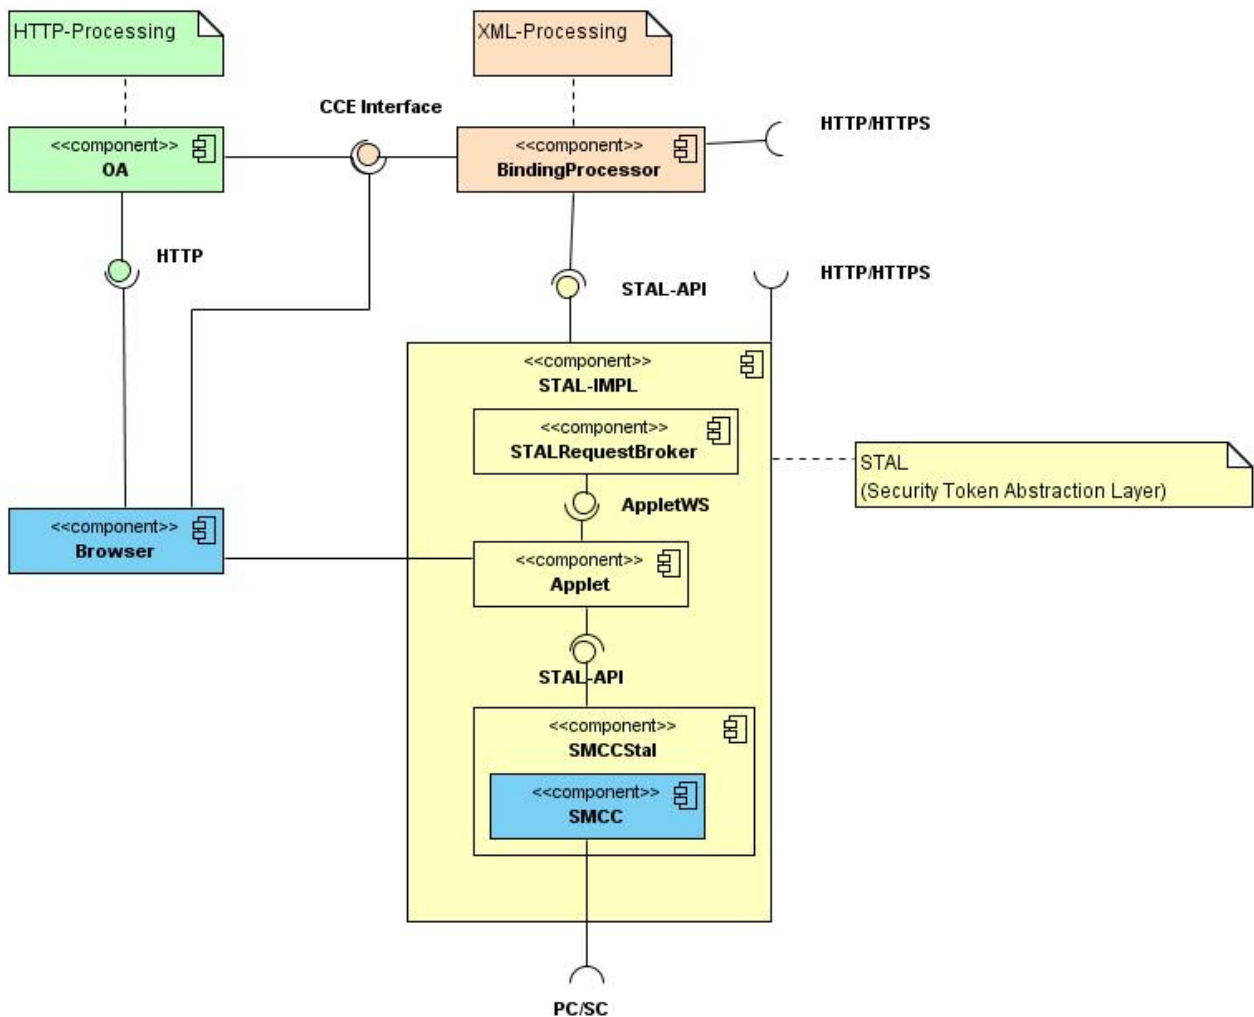 HTTP-Processing
XML-Processing
CCE Interface
<<component>>
OA
<<component>>
BindingProcessor
HTTP/HTTPS
HTTP
STAL-API
HTTP/HTTPS
<<component>>
STAL-IMPL
<<component>>
STALRequestBroker
STAL
(Security Token Abstraction Layer)
AppletWS
<<component>>
Browser
<<component>>
Applet
STAL-API
<<component>>
SMCCStal
<<component>>
SMCC
PC/SC